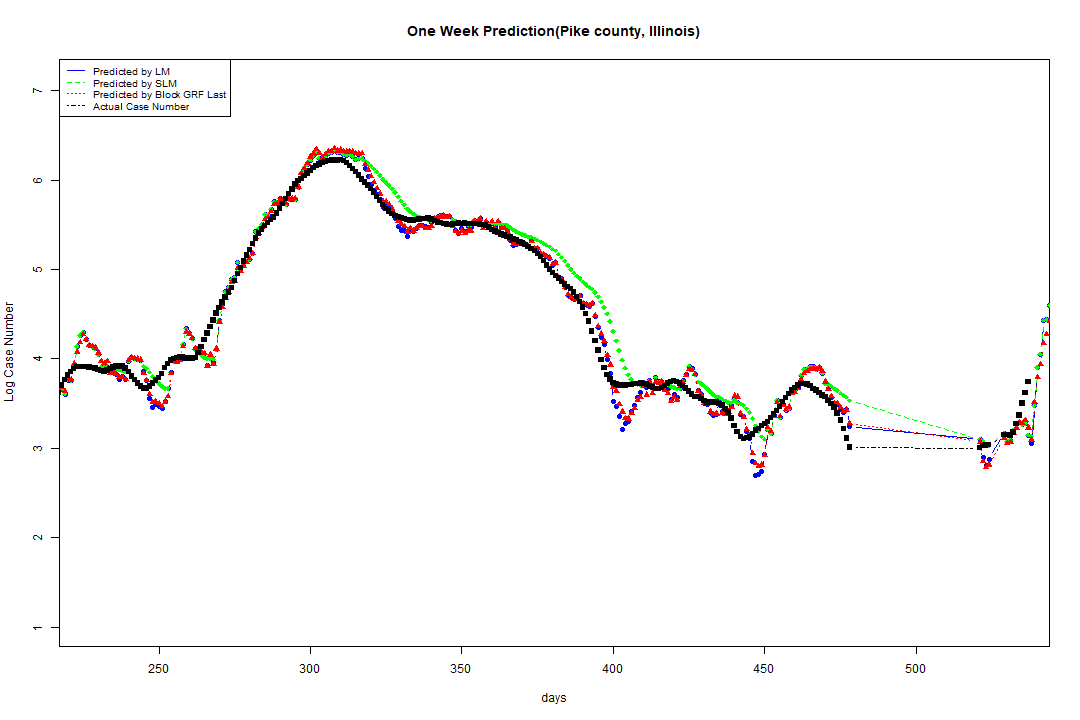 One Week Prediction(Pike county, Illinois)
Predicted by LM
Predicted by SLM
Predicted by Block GRF Last
Actual Case Number
7
6
5
4
3
2
1
Log Case Number
250 300 350 400 450 500
days